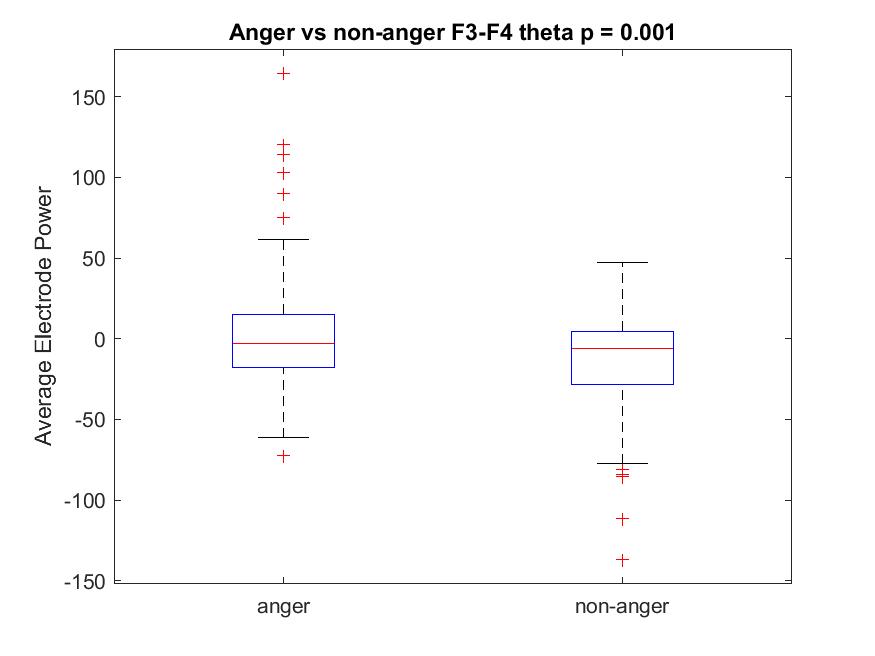 Anger vs non-anger F3-F4 theta p = 0.001
Average Electrode Power
150
100
50
0
-50
-100
-150
anger non-anger